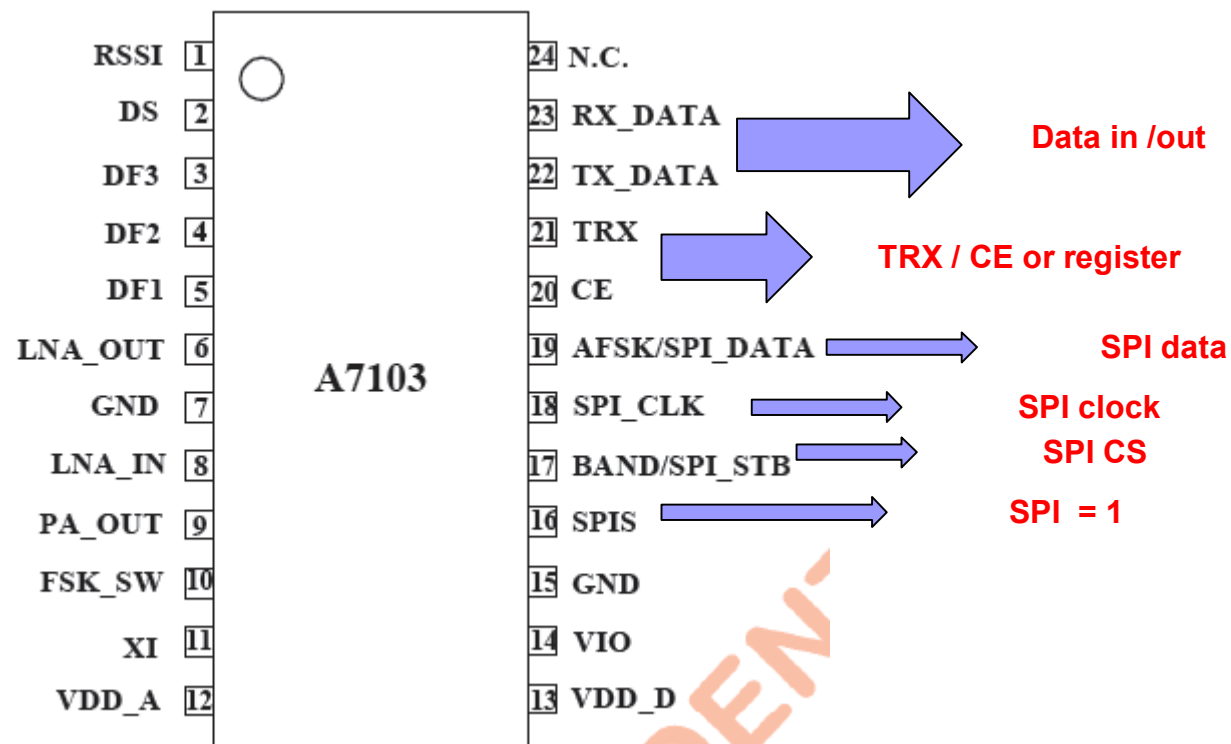 RSSI 1
DS 2
DF3 3
DF2 4
DF1 5
LNA_OUT 6
GND 7
LNA_IN 8
PA_OUT 9
FSK_SW 10
XI 11
VDD_A 12
A7103
24 N.C.
23 RX_DATA
22 TX_DATA
Data in /out
21 TRX
20 CE
TRX / CE or register
19 AFSK/SPI_DATA SPI data
18 SPI_CLK SPI clock
17 BAND/SPI_STB SPI CS
16 SPIS SPI = 1
15 GND
14 VIO
13 VDD_D